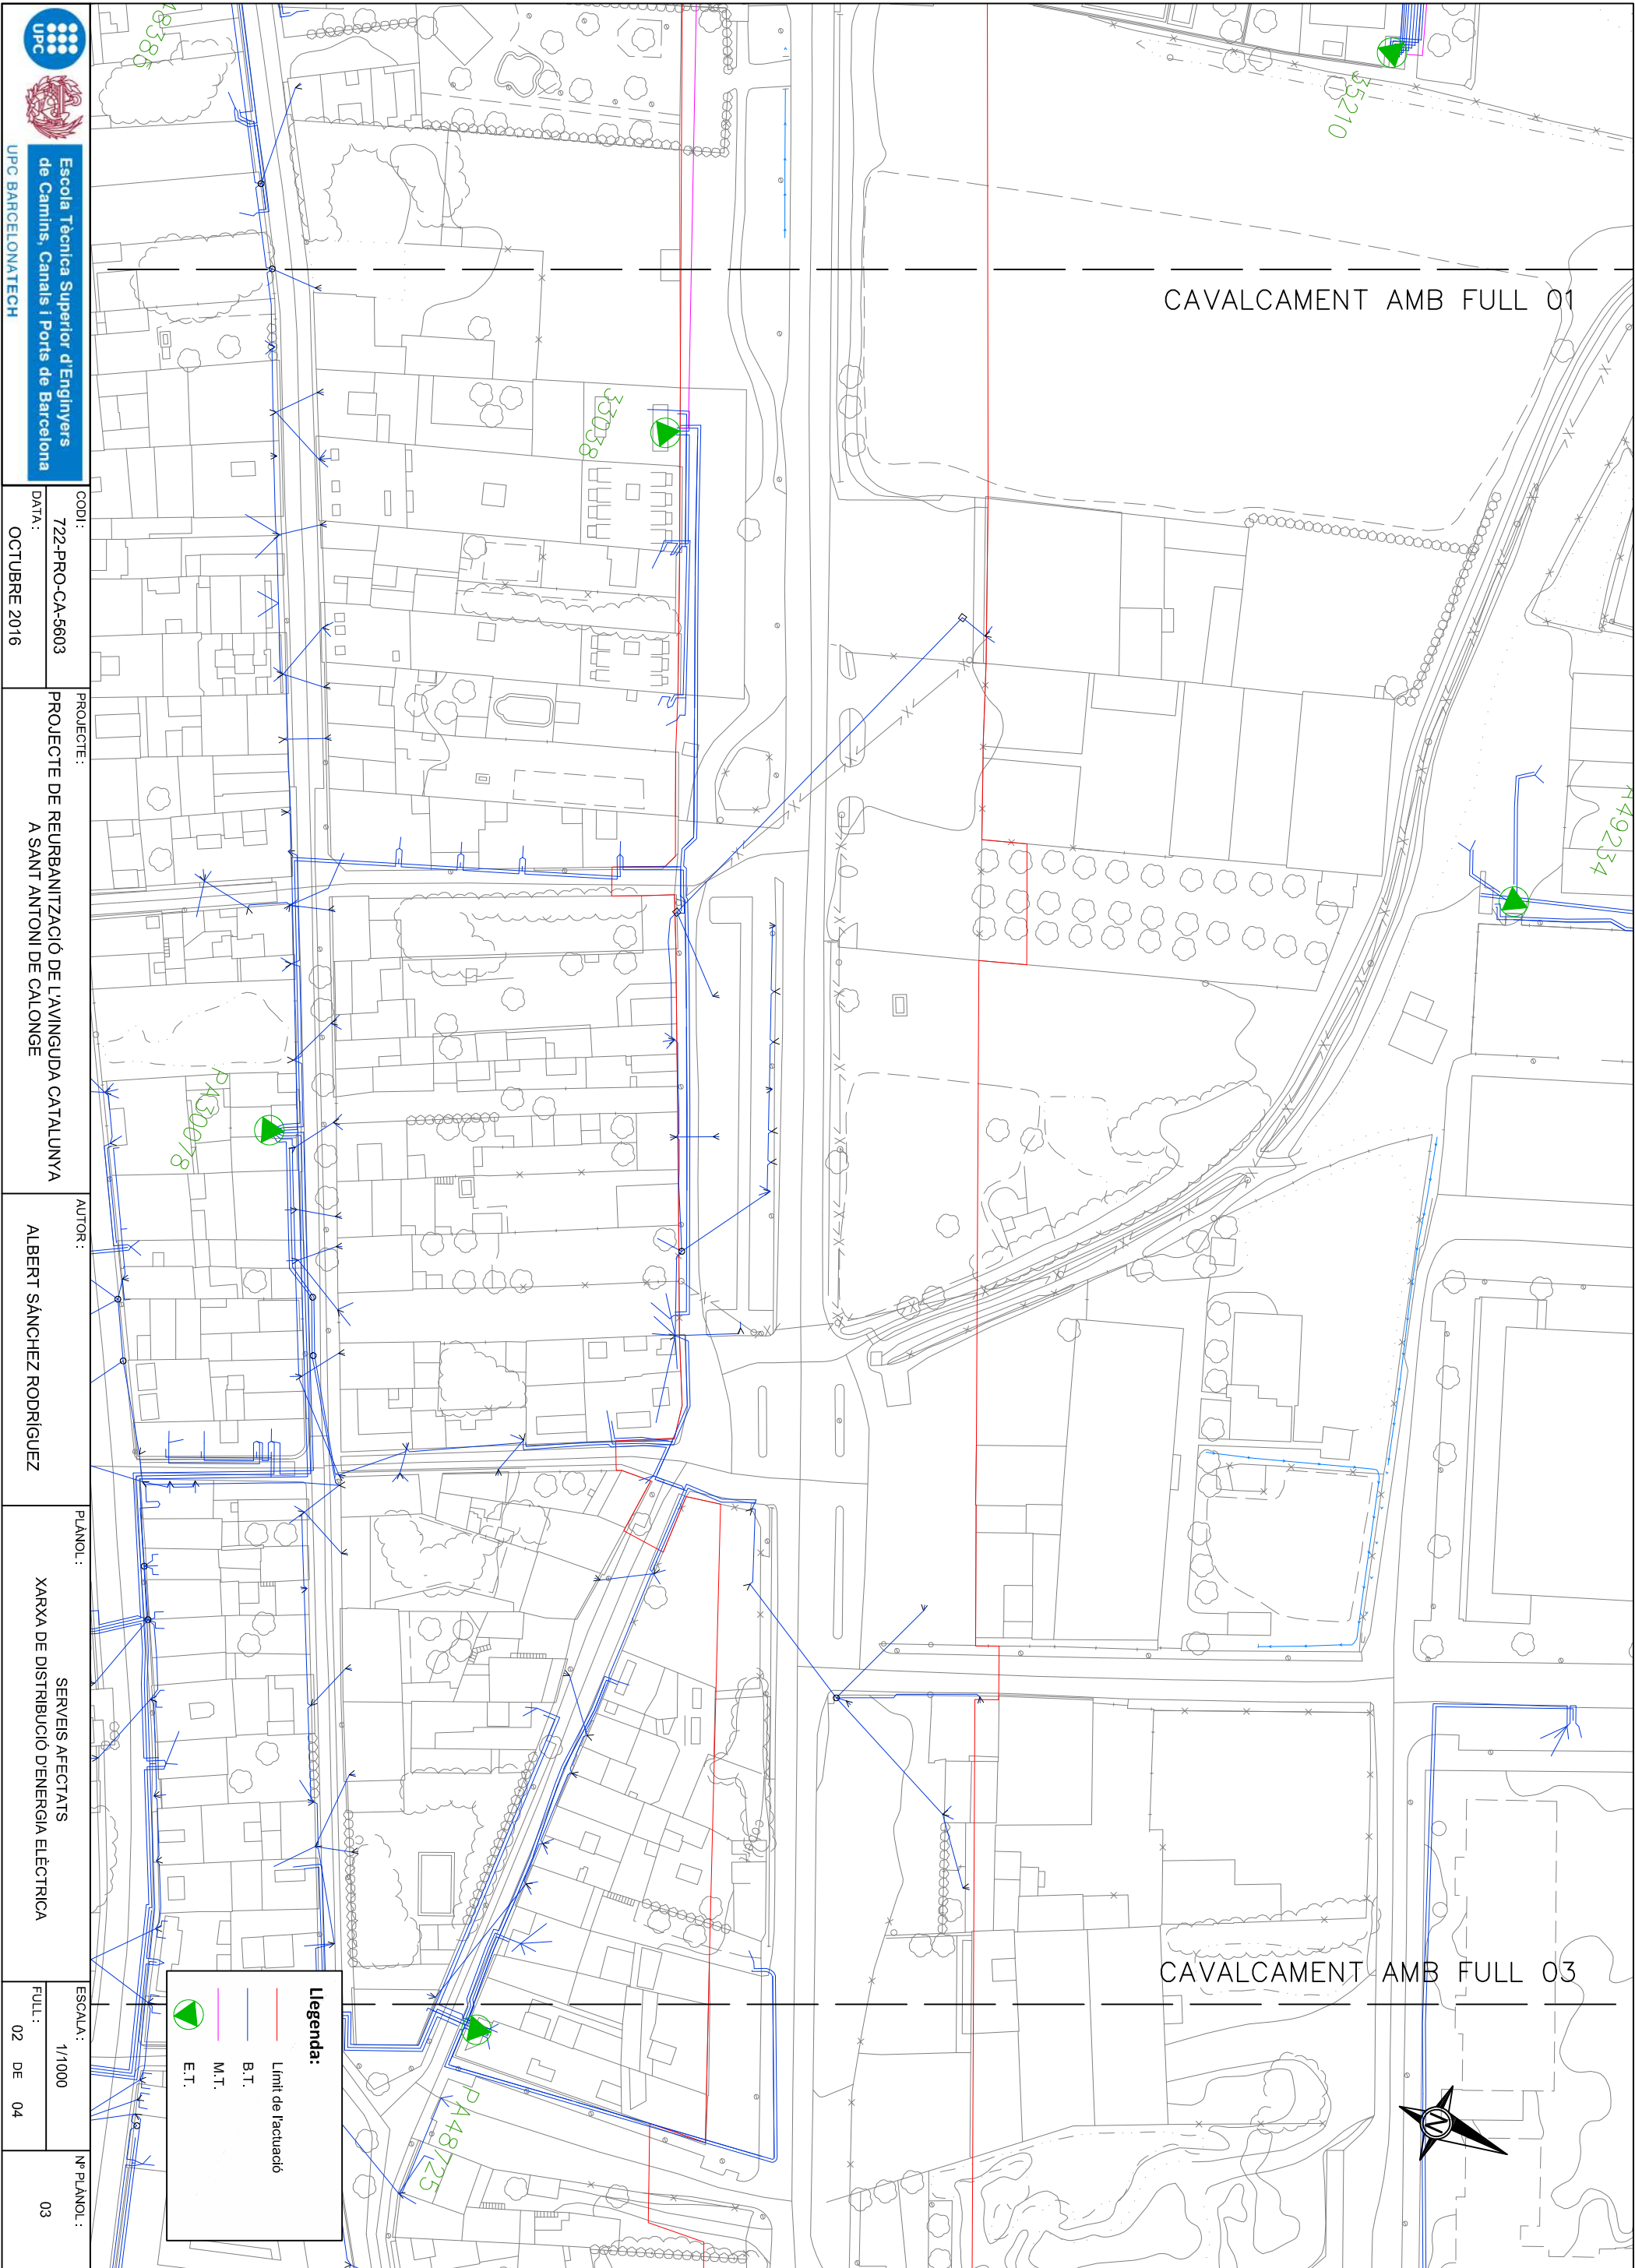 CAVALCAMENT AMB FULL 01
CAVALCAMENT AMB FULL 03
35210
33038
PA30078
PA48725
Llegenda:
Límit de l'actuació
B.T.
M.T.
E.T.
UPC
Escola Tècnica Superior d'Enginyers
de Camins, Canals i Ports de Barcelona
UPC BARCELONATECH
CODI :
722-PRO-CA-5603
DATA :
OCTUBRE 2016
PROJECTE :
PROJECTE DE REURBANITZACIÓ DE L'AVINGUDA CATALUNYA
A SANT ANTONI DE CALONGE
AUTOR :
ALBERT SÁNCHEZ RODRÍGUEZ
PLÀNOL :
SERVEIS AFECTATS
XARXA DE DISTRIBUCIÓ D'ENERGIA ELÈCTRICA
ESCALA :
1/1000
FULL :
02 DE 04
Nº PLÀNOL :
03